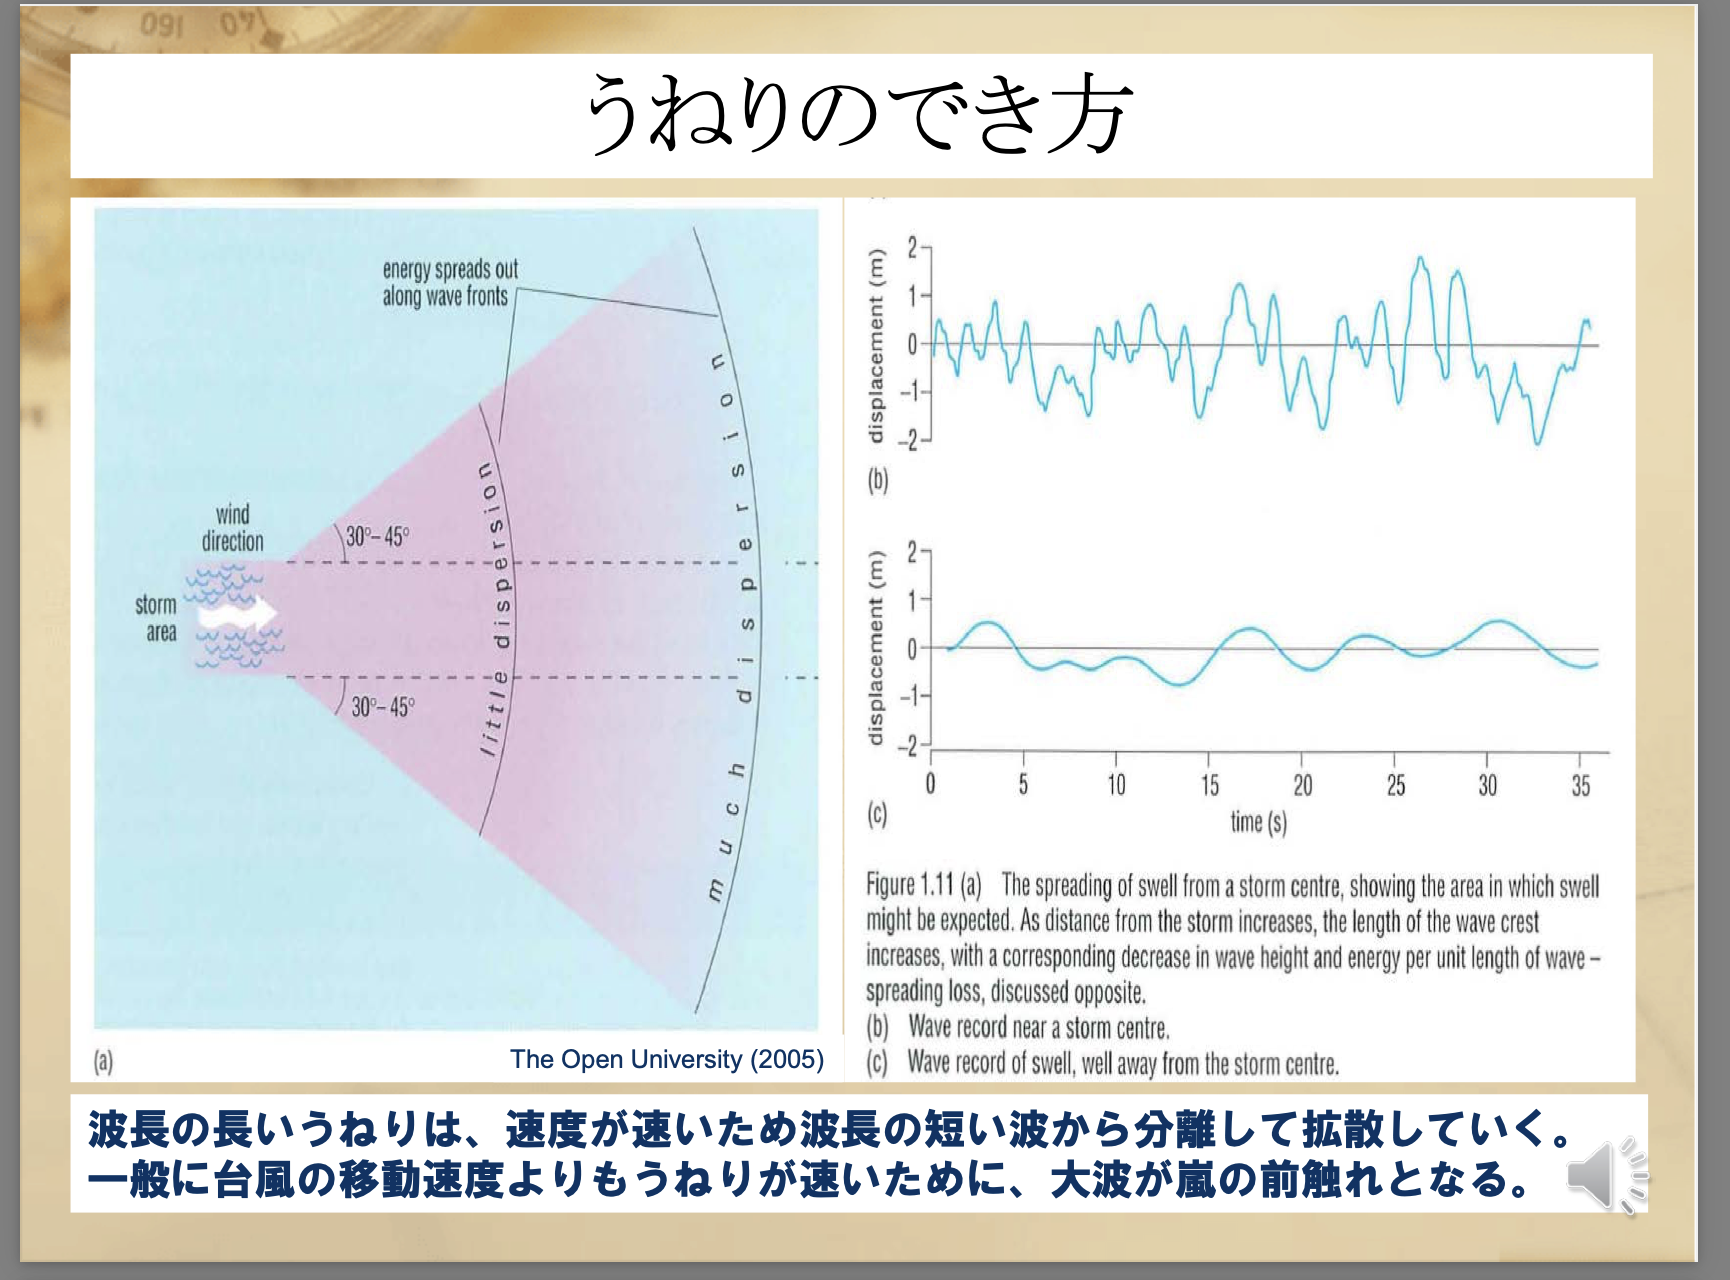 うねりのでき方
energy spreads out
along wave fronts
wind
direction
storm
area
30°–45°
30°–45°
little dispersion
much dispersion
(a)
The Open University (2005)
displacement (m)
2
1
0
–1
–2
(b)
displacement (m)
2
1
0
–1
–2
0 5 10 15 20 25 30 35
time (s)
(c)
Figure 1.11 (a) The spreading of swell from a storm centre, showing the area in which swell
might be expected. As distance from the storm increases, the length of the wave crest
increases, with a corresponding decrease in wave height and energy per unit length of wave –
spreading loss, discussed opposite.
(b) Wave record near a storm centre.
(c) Wave record of swell, well away from the storm centre.
波長の長いうねりは、速度が速いため波長の短い波から分離して拡散していく。
一般に台風の移動速度よりもうねりが速いために、大波が嵐の前触れとなる。